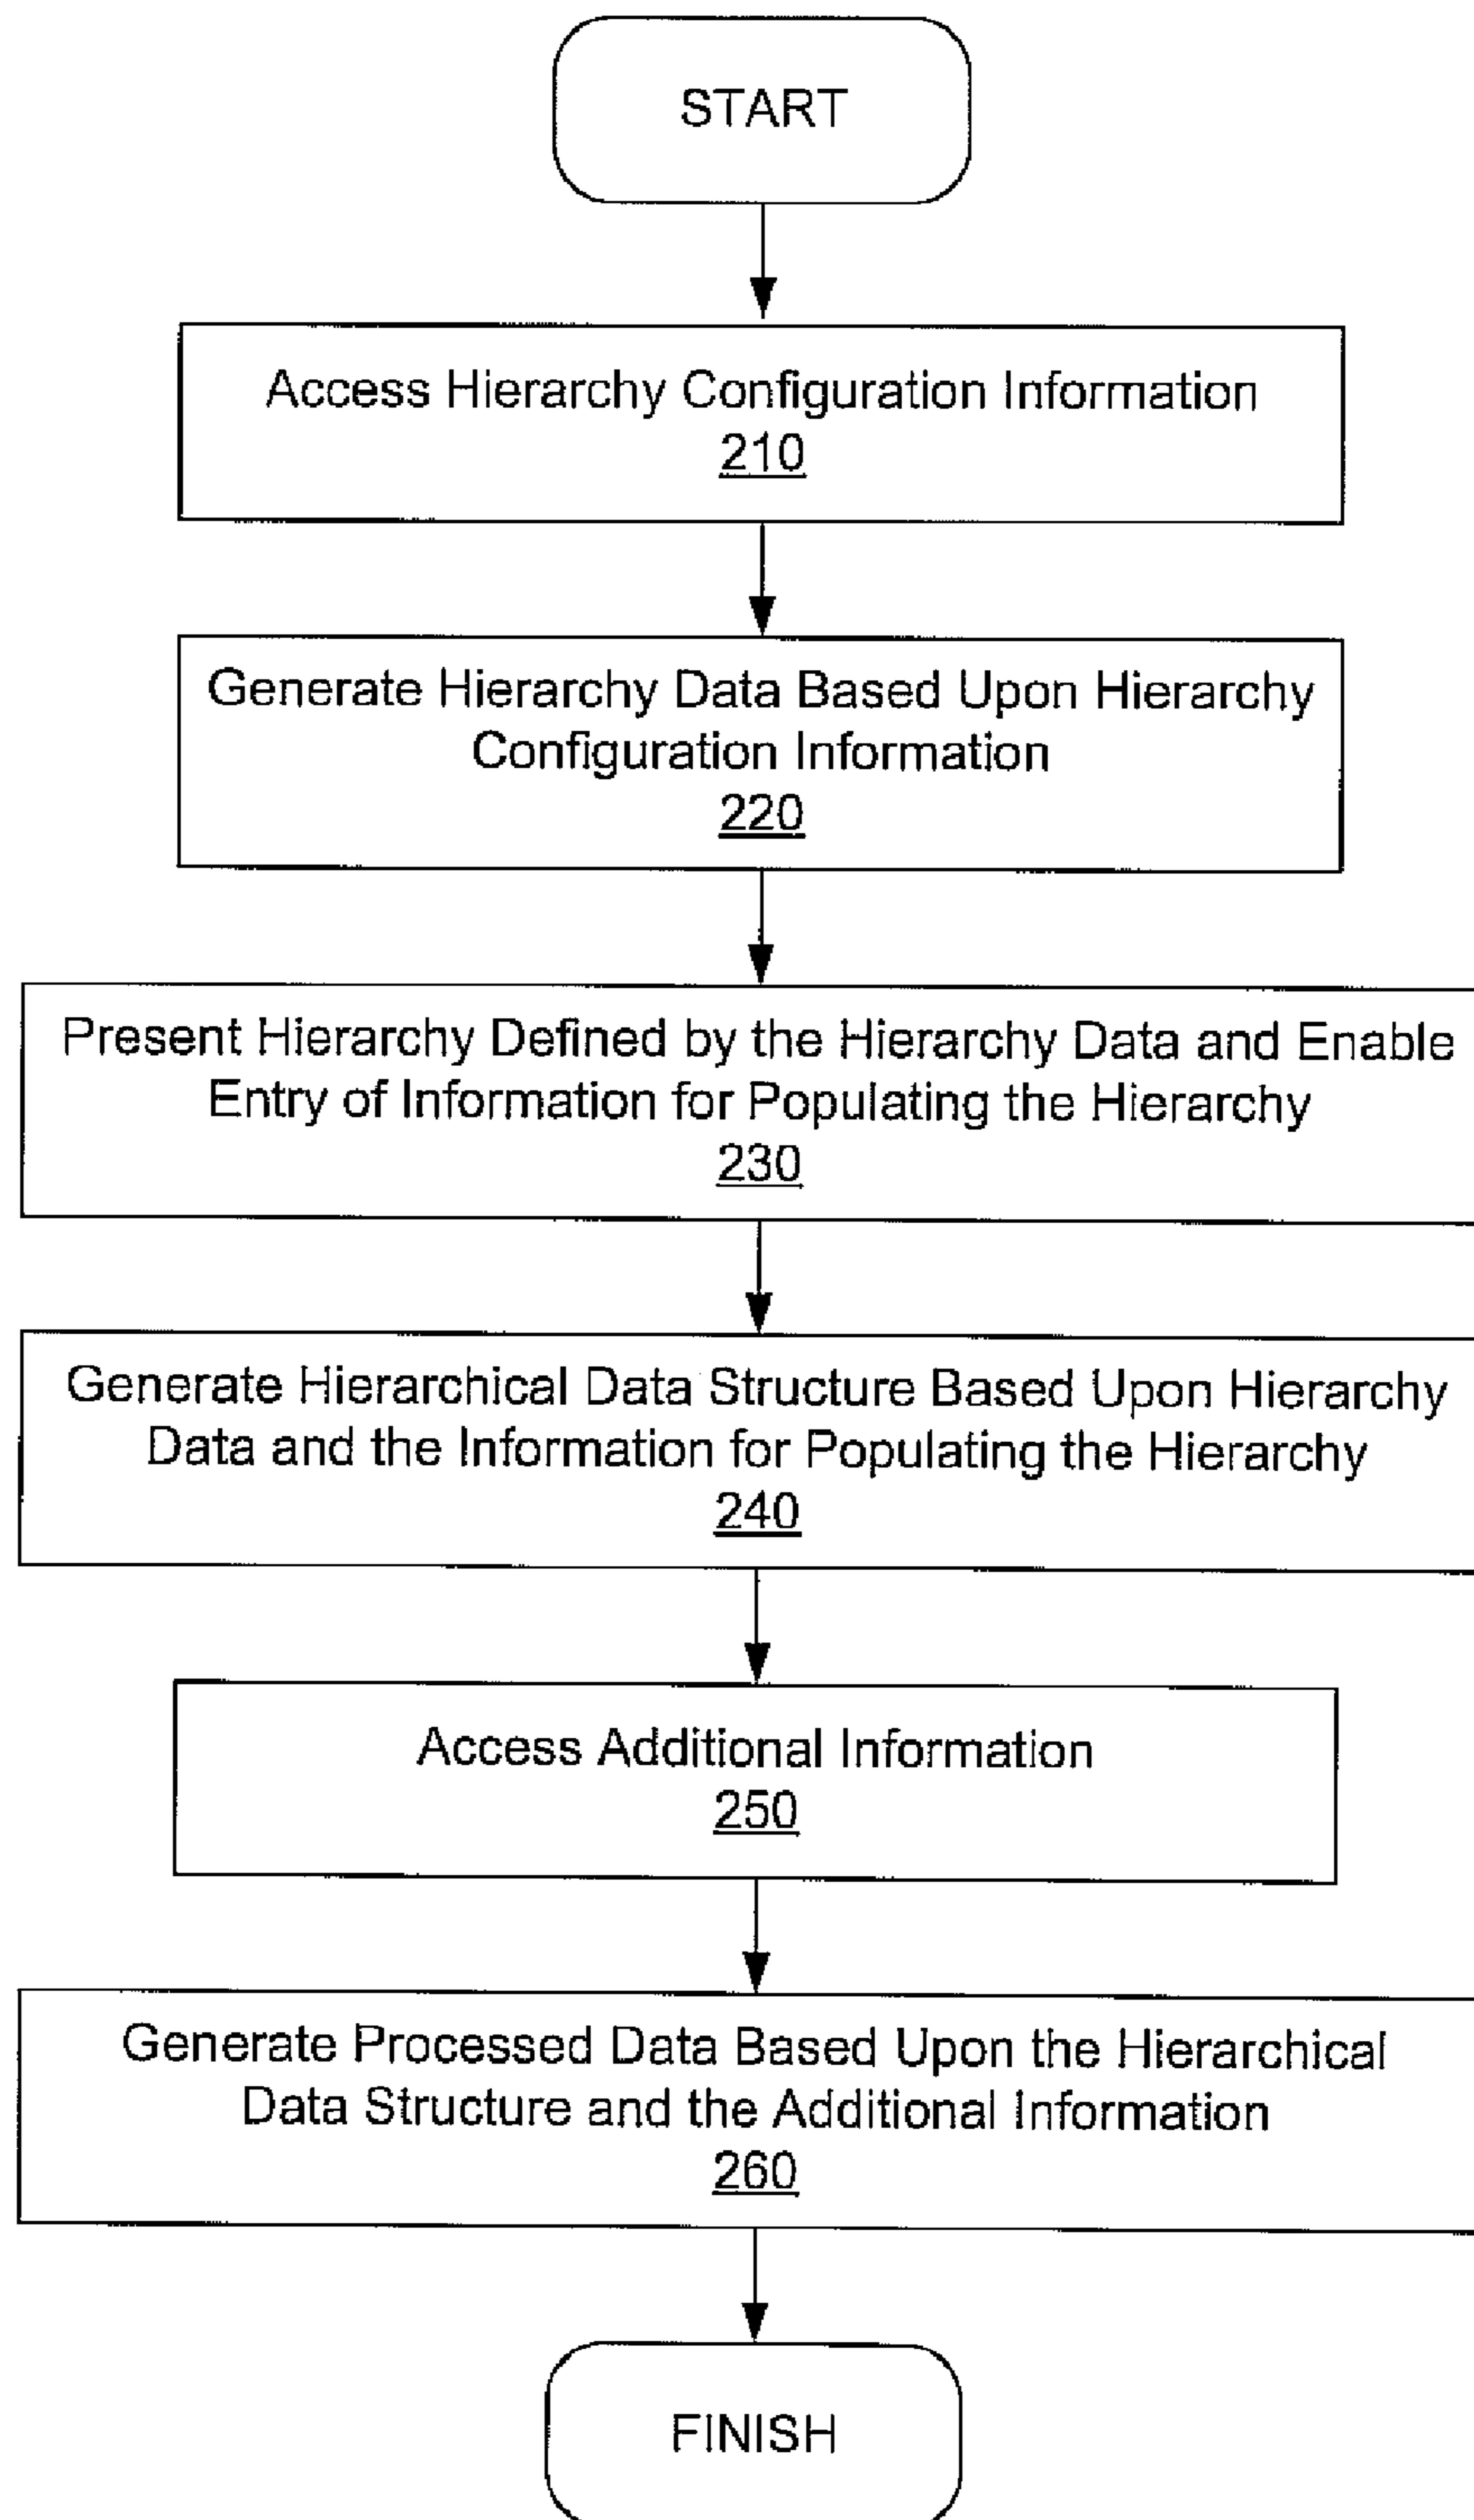 START
Access Hierarchy Configuration Information
210
Generate Hierarchy Data Based Upon Hierarchy
Configuration Information
220
Present Hierarchy Defined by the Hierarchy Data and Enable
Entry of Information for Populating the Hierarchy
230
Generate Hierarchical Data Structure Based Upon Hierarchy
Data and the Information for Populating the Hierarchy
240
Access Additional Information
250
Generate Processed Data Based Upon the Hierarchical
Data Structure and the Additional Information
260
FINISH